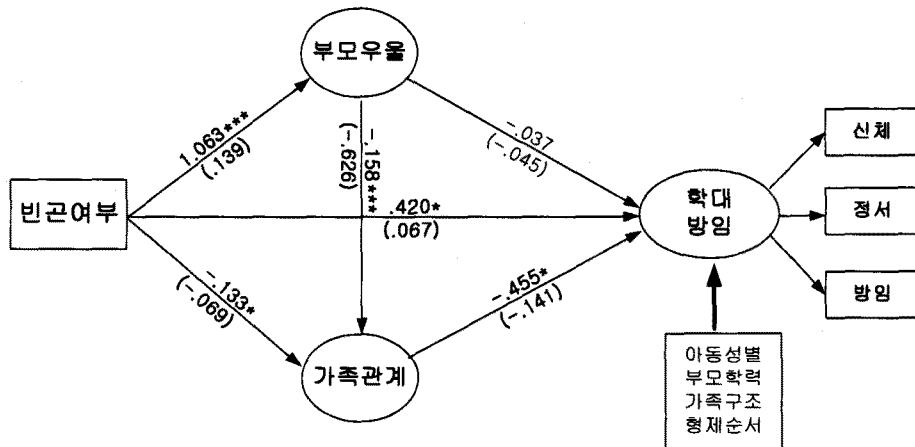 부모우울
1.063***
(.139)
-.158***
(-.626)
-.037
(-.045)
신체
빈곤여부
.420*
(.067)
학대
방임
정서
-.133*
(-.069)
-.455*
(-.141)
방임
가족관계
아동성별
부모학력
가족구조
형제순서